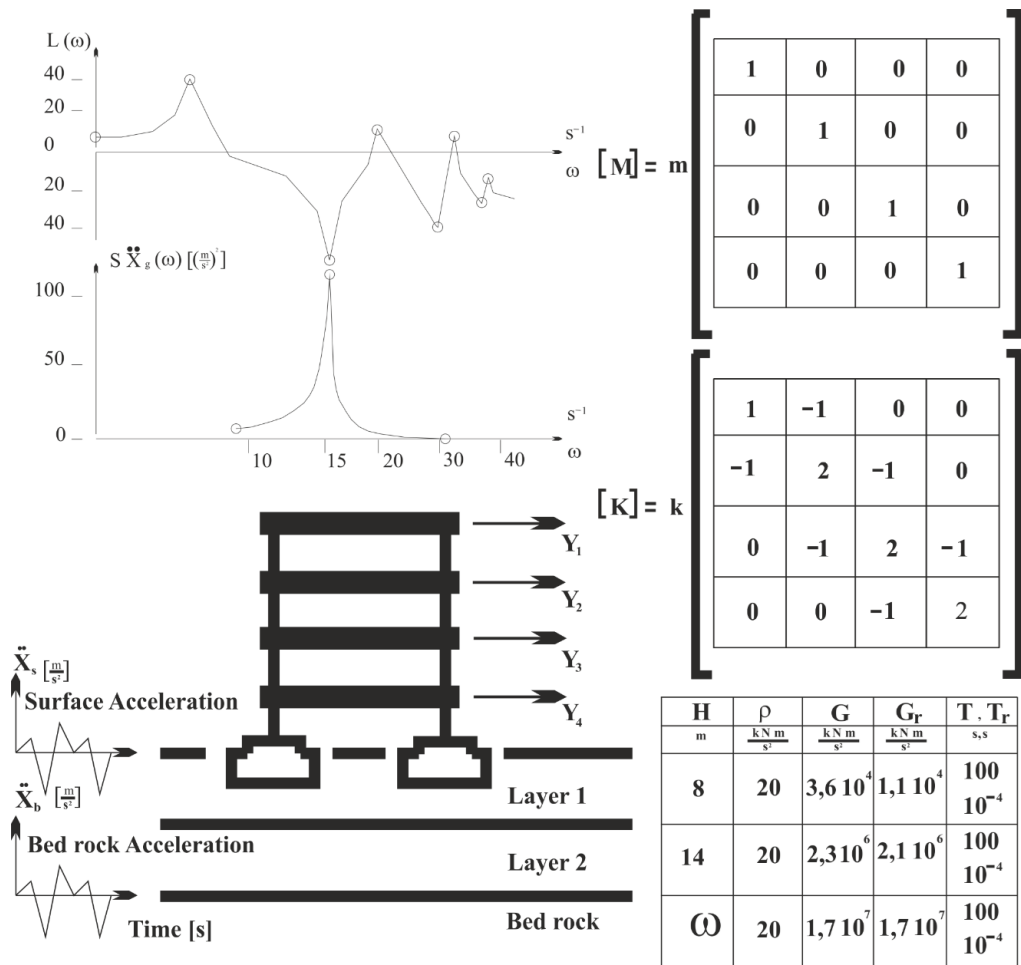 L (ω)
40
20
0
20
40
s⁻¹
ω
S Ẍ g (ω) [(m/s²)²]
100
50
0
10
15
20
30
40
s⁻¹
ω
[M] = m
1 0 0 0
0 1 0 0
0 0 1 0
0 0 0 1
[K] = k
1 -1 0 0
-1 2 -1 0
0 -1 2 -1
0 0 -1 2
Y₁
Y₂
Y₃
Y₄
Ẍs [m/s²]
Surface Acceleration
Layer 1
Ẍb [m/s²]
Bed rock Acceleration
Layer 2
Time [s]
Bed rock
H ρ G Gr T , Tr
m kNm/s² kNm/s² kNm/s² s,s
8 20 3,6 10⁴ 1,1 10⁴ 100 10⁻⁴
14 20 2,3 10⁶ 2,1 10⁶ 100 10⁻⁴
ω 20 1,7 10⁷ 1,7 10⁷ 100 10⁻⁴